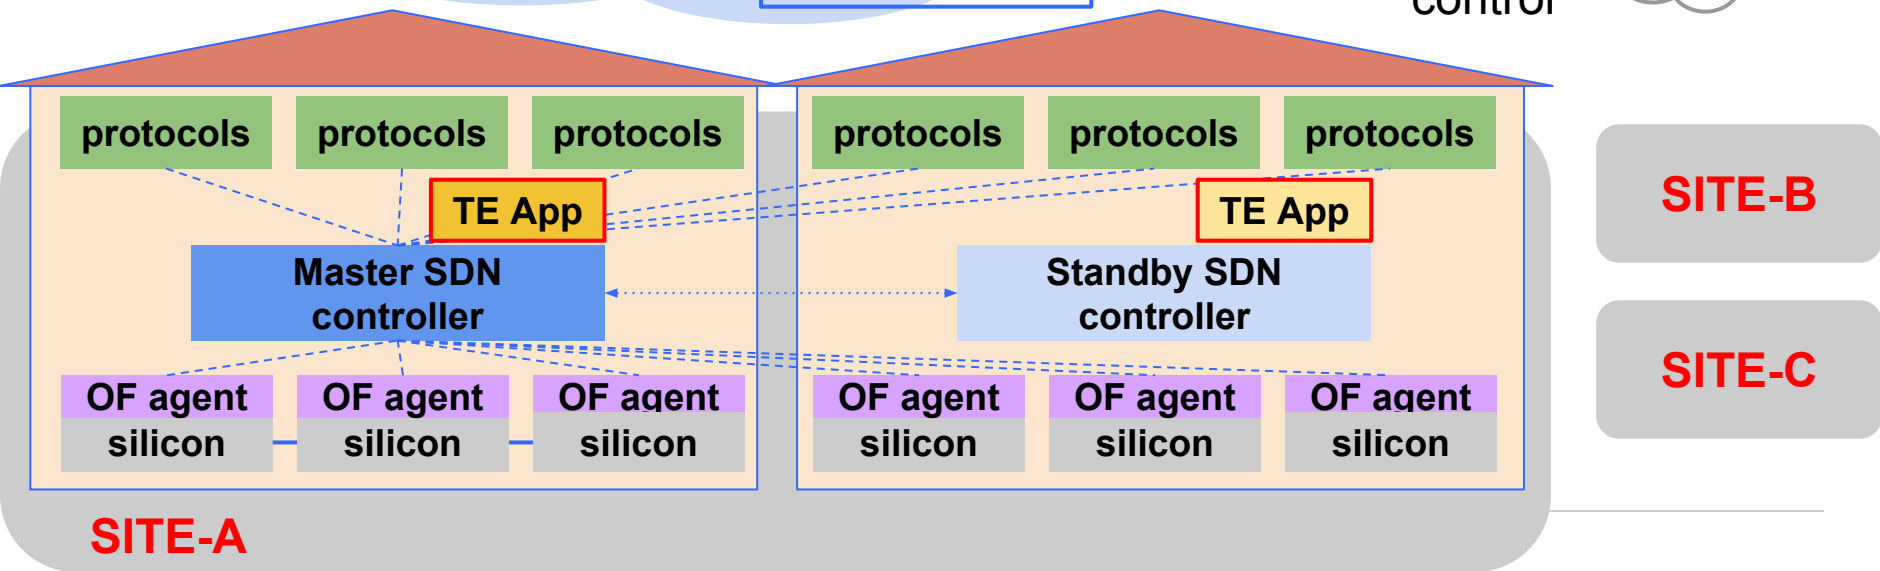 control
protocols protocols protocols protocols protocols protocols
TE App TE App
SITE-B
Master SDN
controller
Standby SDN
controller
SITE-C
OF agent OF agent OF agent OF agent OF agent OF agent
silicon silicon silicon silicon silicon silicon
SITE-A